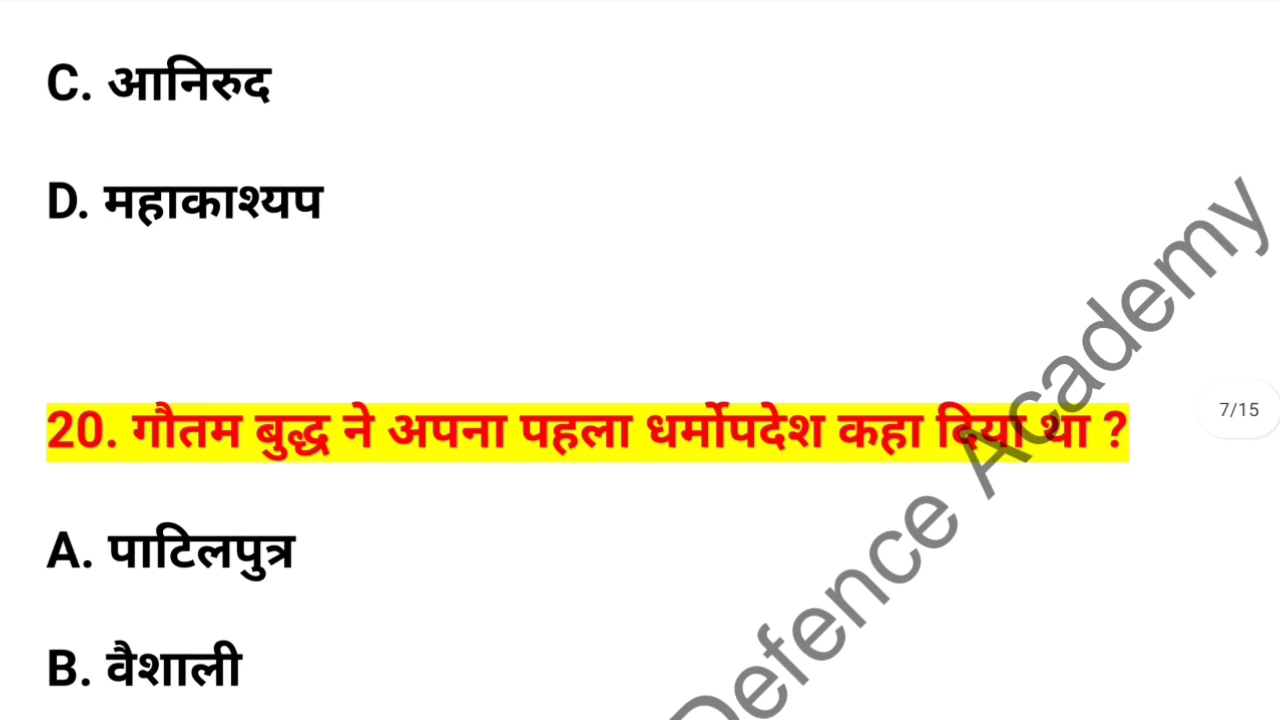 C. आनिरुद
D. महाकाश्यप
20. गौतम बुद्ध ने अपना पहला धर्मोपदेश कहा दिया था ?
A. पाटिलपुत्र
B. वैशाली
Defence Academy
7/15